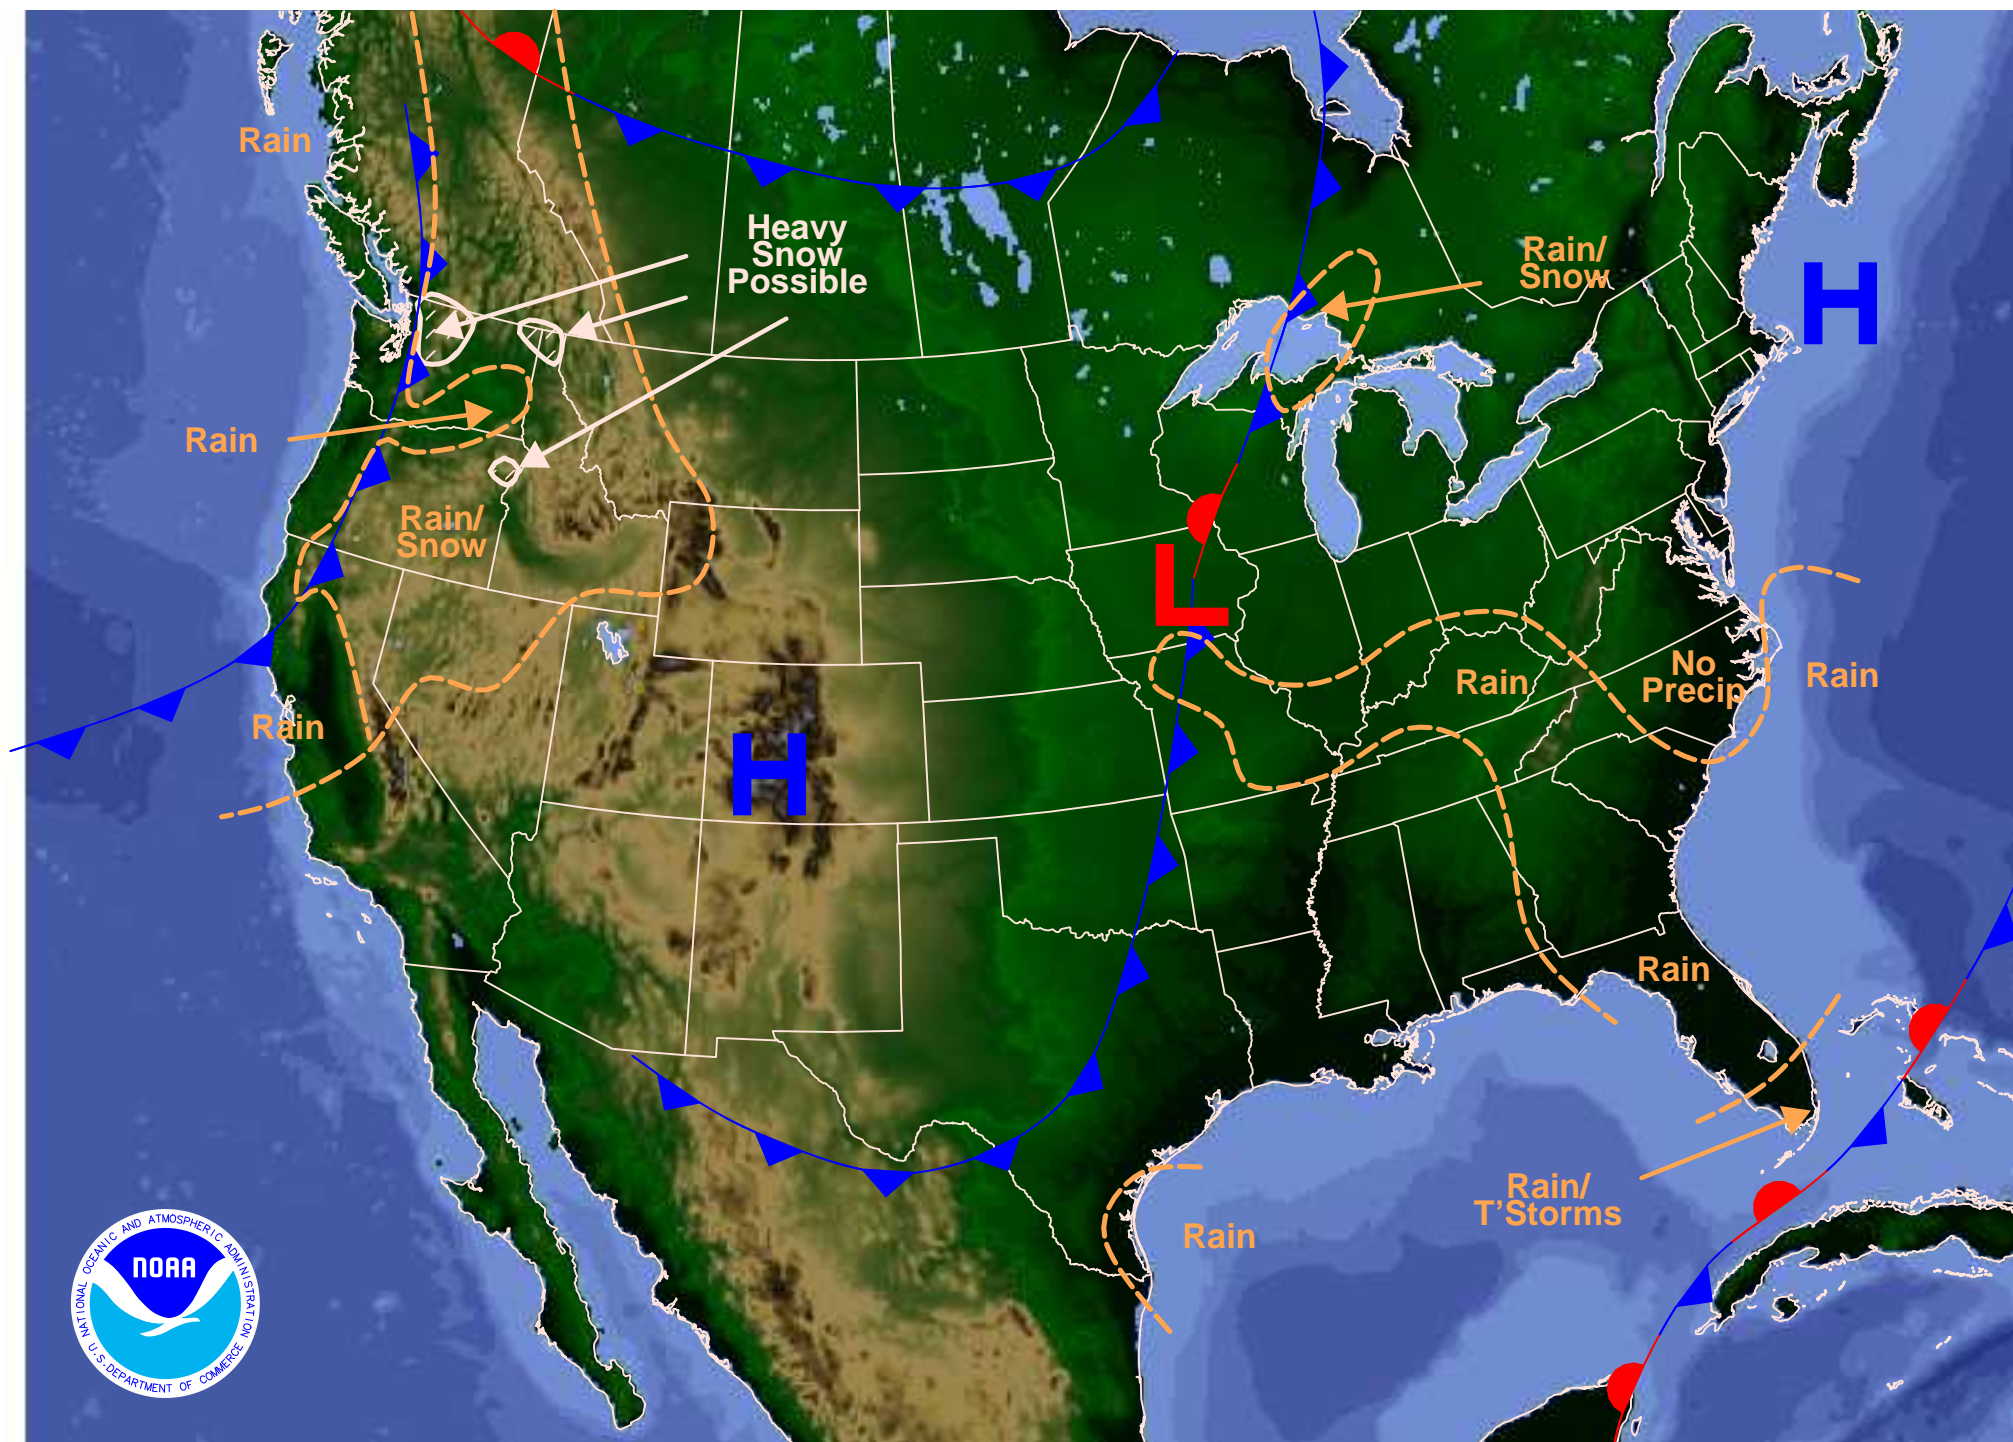 Rain
Heavy
Snow
Possible
Rain/
Snow
H
Rain
Rain/
Snow
L
Rain
No
Precip
Rain
Rain
H
Rain
Rain/
T'Storms
Rain
NATIONAL OCEANIC AND ATMOSPHERIC ADMINISTRATION
NOAA
U.S. DEPARTMENT OF COMMERCE